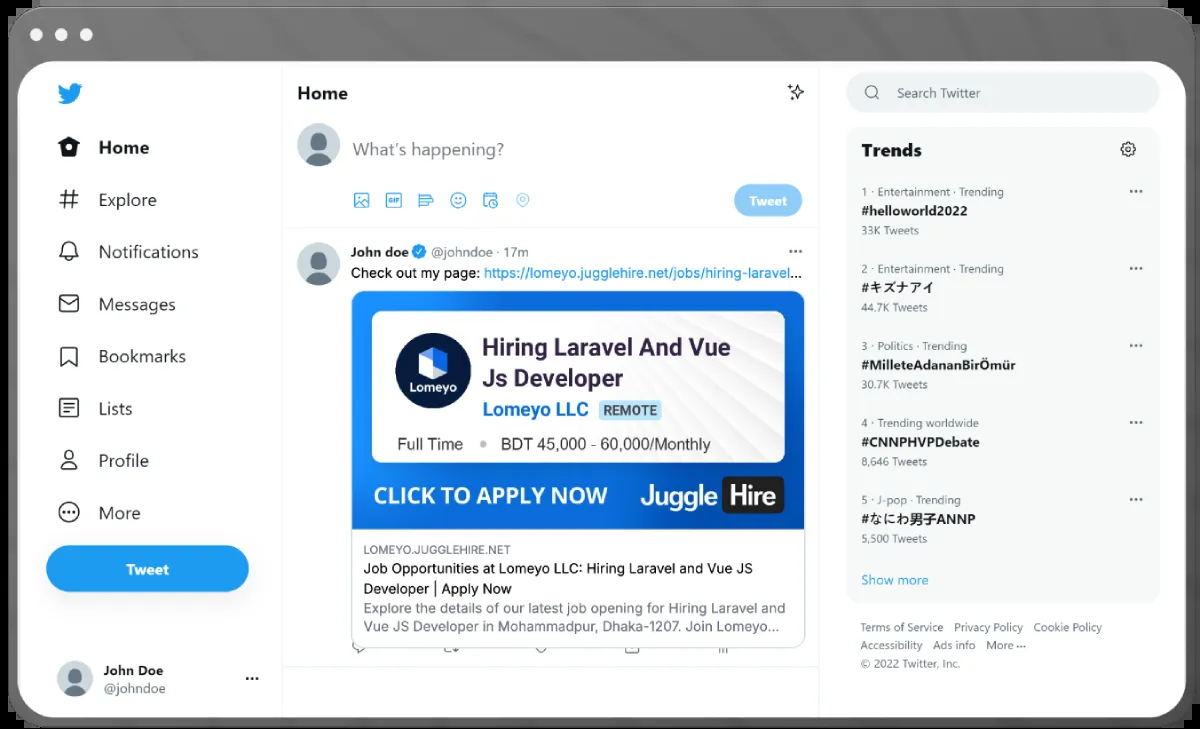 Home
Explore
Notifications
Messages
Bookmarks
Lists
Profile
More
Tweet
John Doe
@johndoe
Home
What's happening?
GIF
Tweet
John doe @johndoe · 17m
Check out my page: https://lomeyo.jugglehire.net/jobs/hiring-laravel...
Lomeyo
Hiring Laravel And Vue
Js Developer
Lomeyo LLC REMOTE
Full Time • BDT 45,000 - 60,000/Monthly
CLICK TO APPLY NOW Juggle Hire
LOMEYO.JUGGLEHIRE.NET
Job Opportunities at Lomeyo LLC: Hiring Laravel and Vue JS
Developer | Apply Now
Explore the details of our latest job opening for Hiring Laravel and
Vue JS Developer in Mohammadpur, Dhaka-1207. Join Lomeyo...
Search Twitter
Trends
1 · Entertainment · Trending
#helloworld2022
33K Tweets
2 · Entertainment · Trending
#キズナアイ
44.7K Tweets
3 · Politics · Trending
#MilleteAdananBirÖmür
30.7K Tweets
4 · Trending worldwide
#CNNPHVPDebate
8,646 Tweets
5 · J-pop · Trending
#なにわ男子ANNP
5,500 Tweets
Show more
Terms of Service Privacy Policy Cookie Policy
Accessibility Ads info More ···
© 2022 Twitter, Inc.